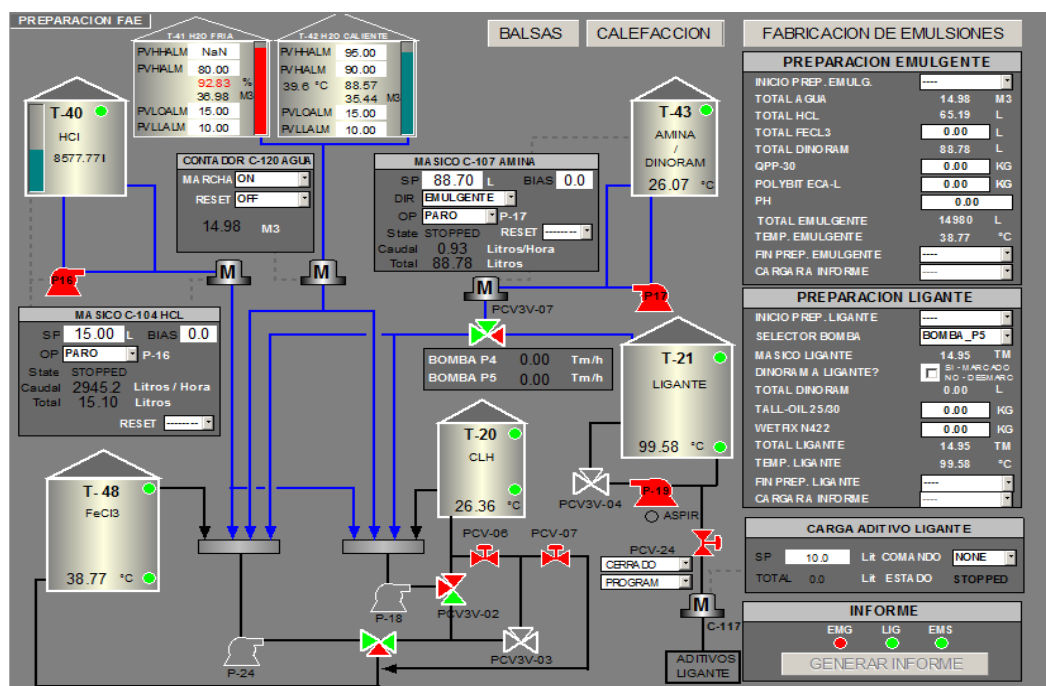 PREPARACION FAE
BALSAS
CALEFACCION
FABRICACION DE EMULSIONES
T-41 H2O FRIA
PVHHALM NaN
PVHIALM 80.00
92.83 %
36.98 M3
PVLOALM 15.00
PVLLALM 10.00
T-42 H2O CALIENTE
PVHHALM 95.00
PVHIALM 90.00
39.6 °C 88.57
35.44 M3
PVLOALM 15.00
PVLLALM 10.00
T-40
HCl
8577.77l
P16
CONTADOR C-120 AGUA
MARCHA ON
RESET OFF
14.98 M3
M
M
MASICO C-107 AMINA
SP 88.70 L BIAS 0.0
DIR EMULGENTE
OP PARO P-17
State STOPPED RESET --------
Caudal 0.93 Litros/Hora
Total 88.78 Litros
T-43
AMINA
/
DINORAM
26.07 °C
P17
M
PCV3V-07
MASICO C-104 HCL
SP 15.00 L BIAS 0.0
OP PARO P-16
State STOPPED
Caudal 2945.2 Litros / Hora
Total 15.10 Litros
RESET --------
BOMBA P4 0.00 Tm/h
BOMBA P5 0.00 Tm/h
T-21
LIGANTE
99.58 °C
T-20
CLH
26.36 °C
T-48
FeCl3
38.77 °C
PCV3V-04
P-19
ASPIR
PCV-06
PCV-07
PCV-24
CERRADO
PROGRAM
P-18
PCV3V-02
PCV3V-03
P-24
M
C-117
ADITIVOS
LIGANTE
PREPARACION EMULGENTE
INICIO PREP. EMULG. ----
TOTAL AGUA 14.98 M3
TOTAL HCL 65.19 L
TOTAL FECL3 0.00 L
TOTAL DINORAM 88.78 L
QPP-30 0.00 KG
POLYBIT ECA-L 0.00 KG
PH 0.00
TOTAL EMULGENTE 14980 L
TEMP. EMULGENTE 38.77 °C
FIN PREP. EMULGENTE ----
CARGARA INFORME ----
PREPARACION LIGANTE
INICIO PREP. LIGANTE ----
SELECTOR BOMBA BOMBA_P5
MASICO LIGANTE 14.95 TM
DINORAM A LIGANTE? SI - MARCADO
NO - DESMARC
TOTAL DINORAM 0.00 L
TALL-OIL 25/30 0.00 KG
WETFIX N422 0.00 KG
TOTAL LIGANTE 14.95 TM
TEMP. LIGANTE 99.58 °C
FIN PREP. LIGANTE ----
CARGARA INFORME ----
CARGA ADITIVO LIGANTE
SP 10.0 Lit COMANDO NONE
TOTAL 0.0 Lit ESTADO STOPPED
INFORME
EMG LIG EMS
GENERAR INFORME